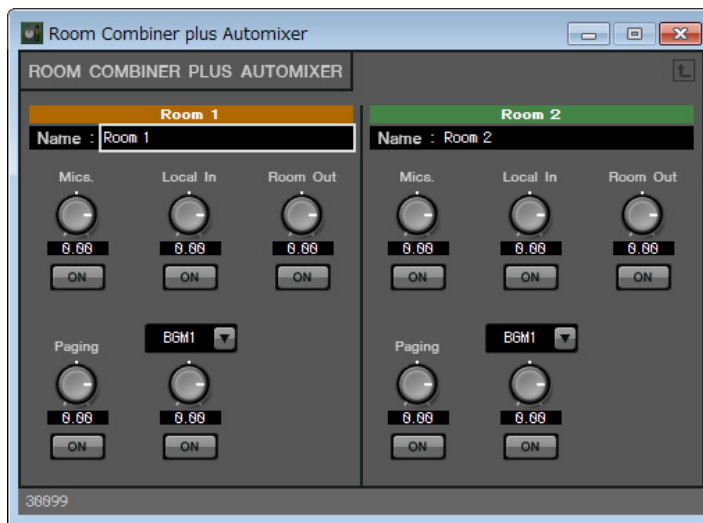 Room Combiner plus Automixer
ROOM COMBINER PLUS AUTOMIXER
Room 1
Name : Room 1
Mics. Local In Room Out
0.00 0.00 0.00
ON ON ON
Paging BGM1
0.00 0.00
ON ON
Room 2
Name : Room 2
Mics. Local In Room Out
0.00 0.00 0.00
ON ON ON
Paging BGM1
0.00 0.00
ON ON
30099